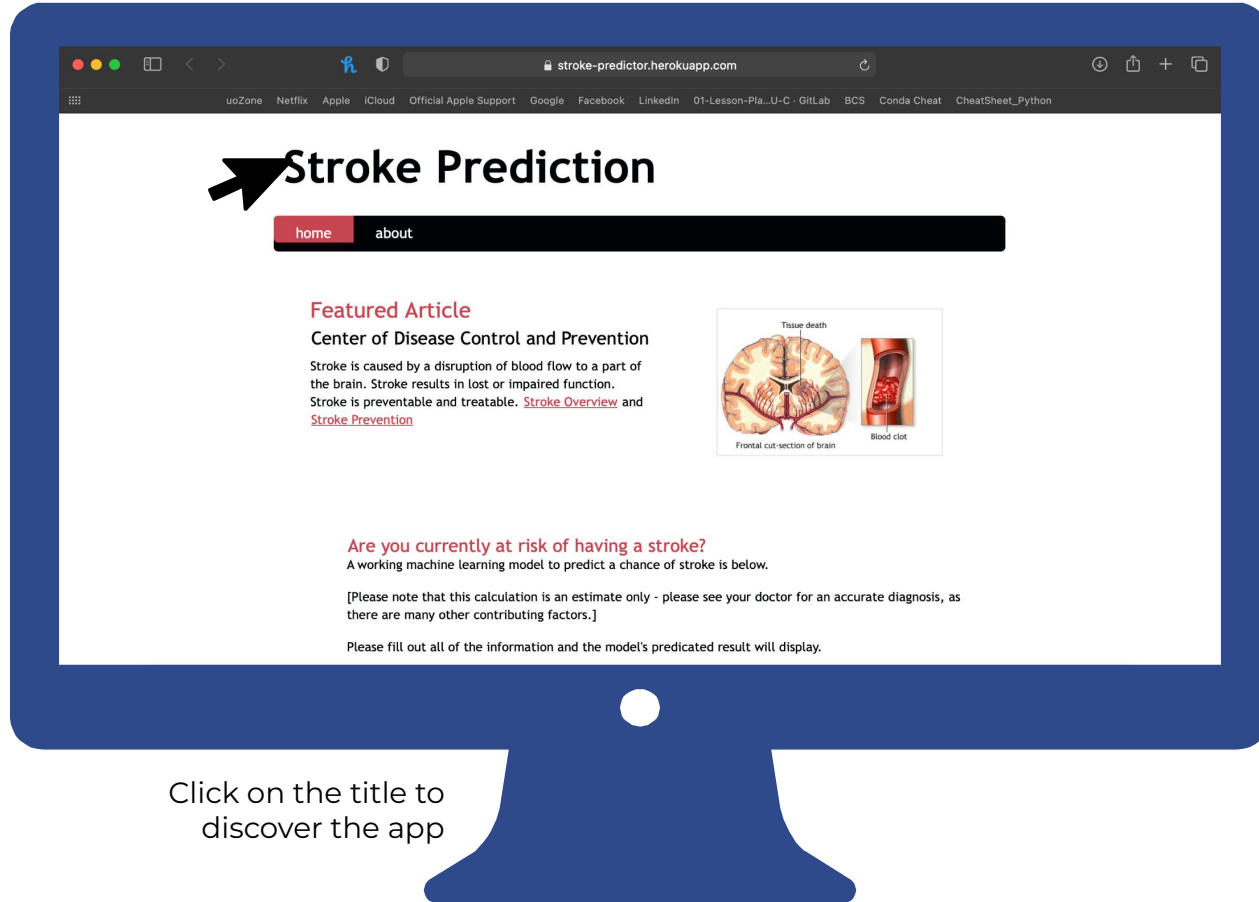 stroke-predictor.herokuapp.com
uoZone Netflix Apple iCloud Official Apple Support Google Facebook LinkedIn 01-Lesson-Pla...U-C · GitLab BCS Conda Cheat CheatSheet_Python
Stroke Prediction
home about
Featured Article
Center of Disease Control and Prevention
Stroke is caused by a disruption of blood flow to a part of
the brain. Stroke results in lost or impaired function.
Stroke is preventable and treatable. Stroke Overview and
Stroke Prevention
Tissue death
Frontal cut-section of brain
Blood clot
Are you currently at risk of having a stroke?
A working machine learning model to predict a chance of stroke is below.
[Please note that this calculation is an estimate only - please see your doctor for an accurate diagnosis, as
there are many other contributing factors.]
Please fill out all of the information and the model's predicated result will display.
Click on the title to
discover the app